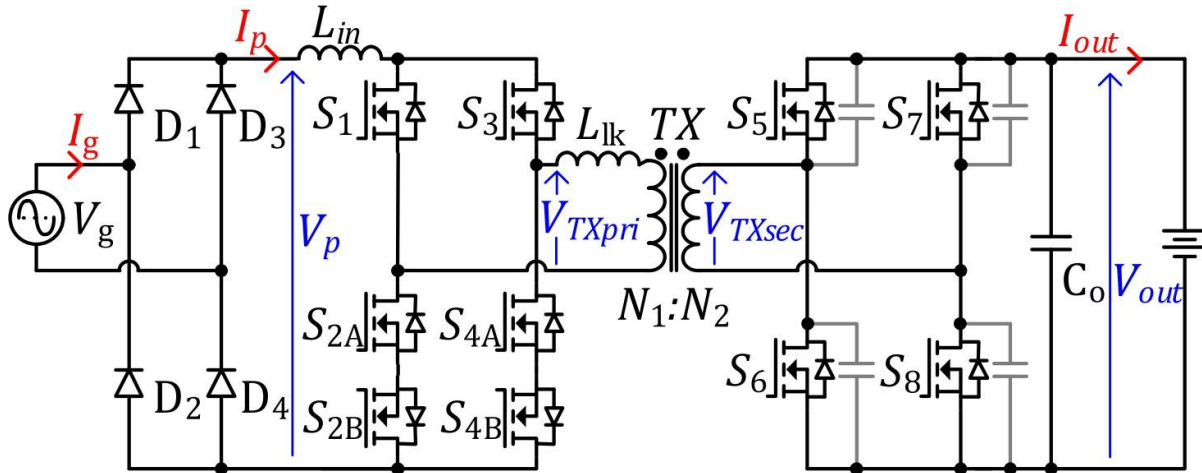 I_p
L_in
I_out
D_1
D_3
S_1
S_3
L_lk
TX
S_5
S_7
I_g
V_g
V_p
V_TXpri
V_TXsec
C_o
V_out
N_1:N_2
S_2A
S_4A
D_2
D_4
S_6
S_8
S_2B
S_4B